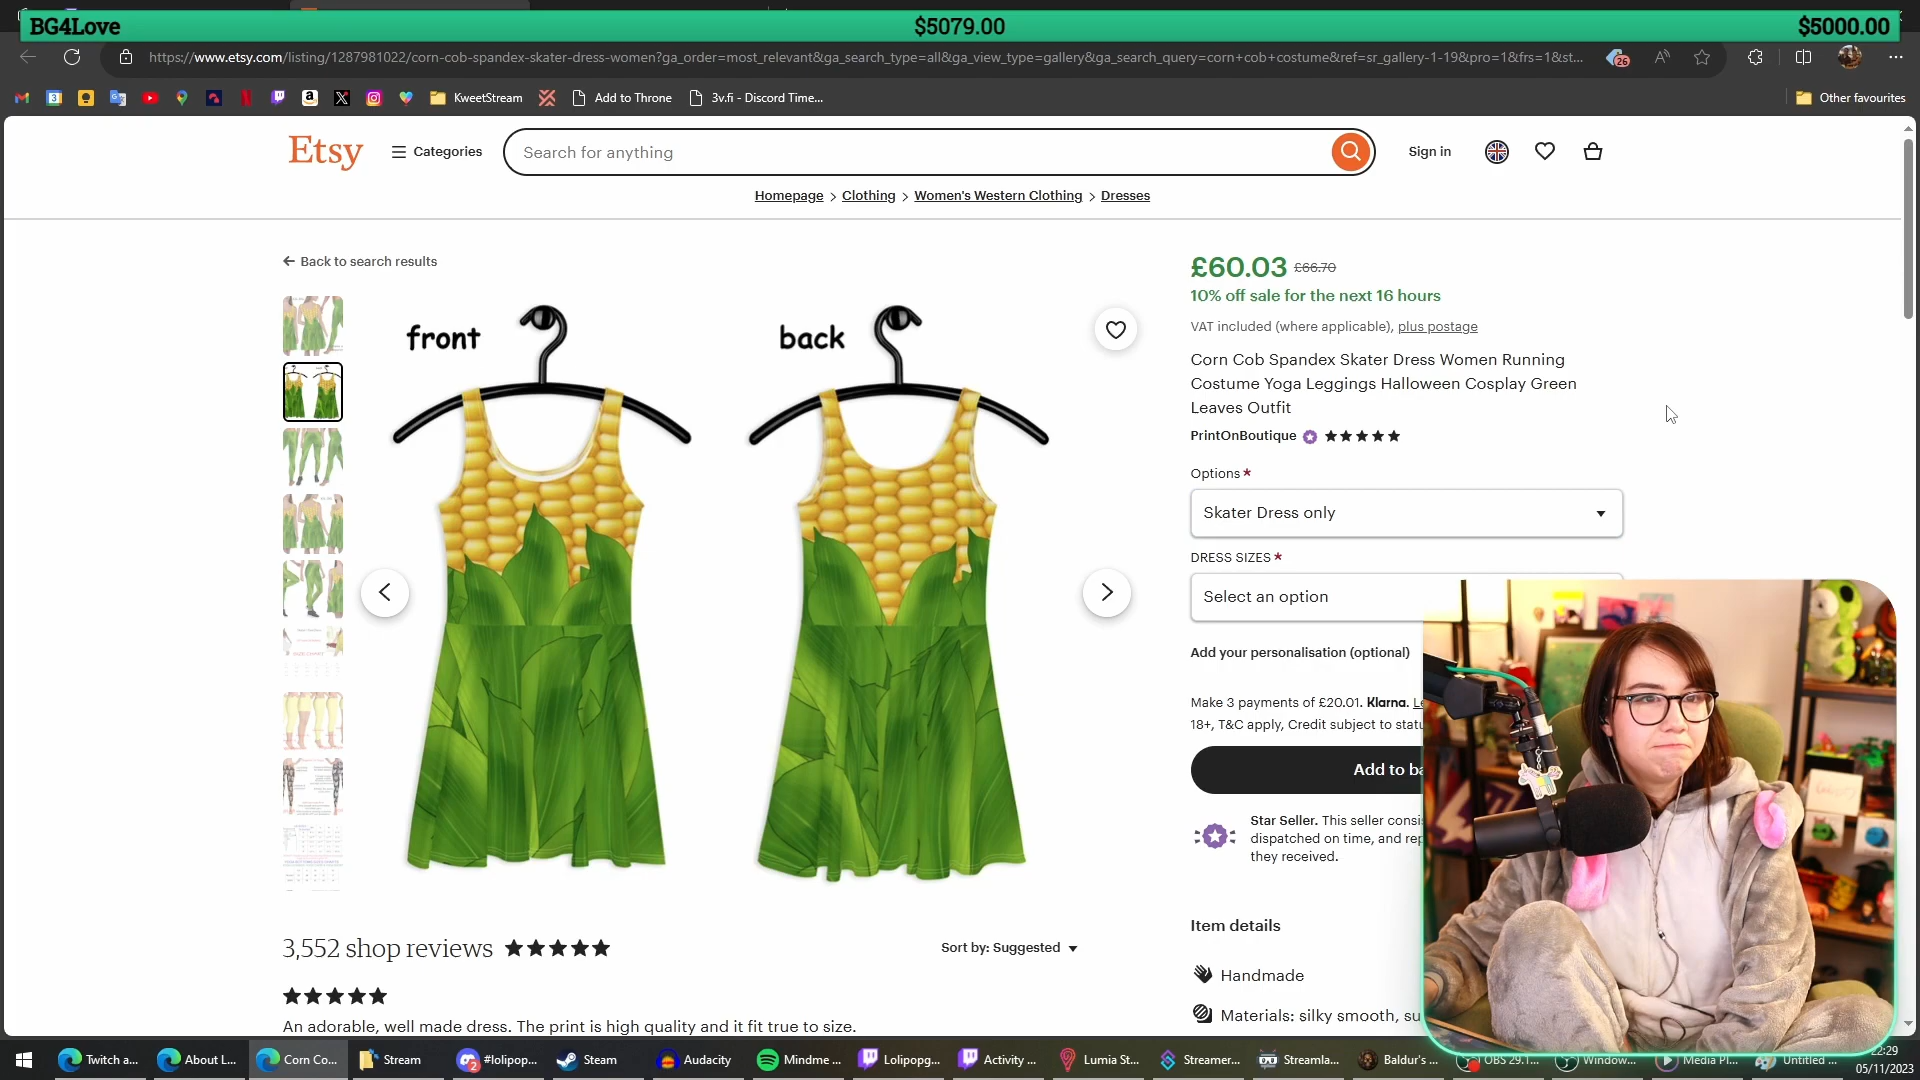 BG4Love
$5079.00
$5000.00
https://www.etsy.com/listing/1287981022/corn-cob-spandex-skater-dress-women?ga_order=most_relevant&ga_search_type=all&ga_view_type=gallery&ga_search_query=corn+cob+costume&ref=sr_gallery-1-19&pro=1&frs=1&st...
26
KweetStream
Add to Throne
3v.fi - Discord Time...
Other favourites
Etsy
Categories
Search for anything
Sign in
Homepage > Clothing > Women's Western Clothing > Dresses
Back to search results
front
back
£60.03 £66.70
10% off sale for the next 16 hours
VAT included (where applicable), plus postage
Corn Cob Spandex Skater Dress Women Running
Costume Yoga Leggings Halloween Cosplay Green
Leaves Outfit
PrintOnBoutique
Options *
Skater Dress only
DRESS SIZES *
Select an option
Add your personalisation (optional)
Make 3 payments of £20.01. Klarna. Le
18+, T&C apply, Credit subject to statu
Add to ba
Star Seller. This seller consi
dispatched on time, and rep
they received.
Item details
Handmade
Materials: silky smooth, su
3,552 shop reviews
Sort by: Suggested
An adorable, well made dress. The print is high quality and it fit true to size.
Twitch a...
About L...
Corn Co...
Stream
2
#lolipop...
Steam
Audacity
Mindme ...
Lolipopg...
Activity ...
Lumia St...
Streamer...
Streamla...
Baldur's ...
OBS 29.1...
Window...
Media Pl...
Untitled ...
22:29
05/11/2023